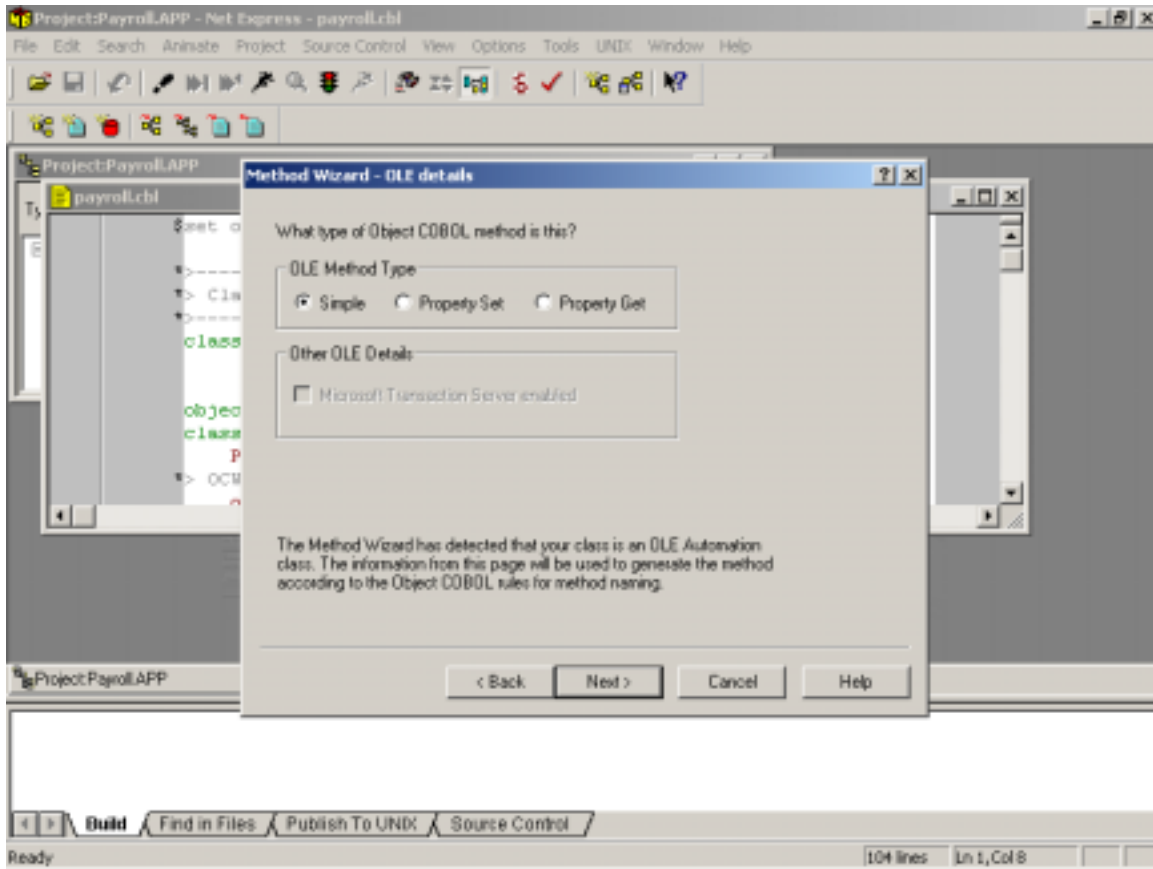 Project:Payroll.APP - Net Express - payroll.cbl
File Edit Search Animate Project Source Control View Options Tools UNIX Window Help
Project:Payroll.APP
Method Wizard - OLE details
payroll.cbl
Ty
$set o
What type of Object COBOL method is this?
*>----
OLE Method Type
*> Cla
Simple Property Set Property Get
*>----
class
Other OLE Details
Microsoft Transaction Server enabled
objec
class
P
*> OCW
The Method Wizard has detected that your class is an OLE Automation
class. The information from this page will be used to generate the method
according to the Object COBOL rules for method naming.
Project:Payroll.APP
< Back Next > Cancel Help
Build Find in Files Publish To UNIX Source Control
Ready 104 lines Ln 1, Col 8